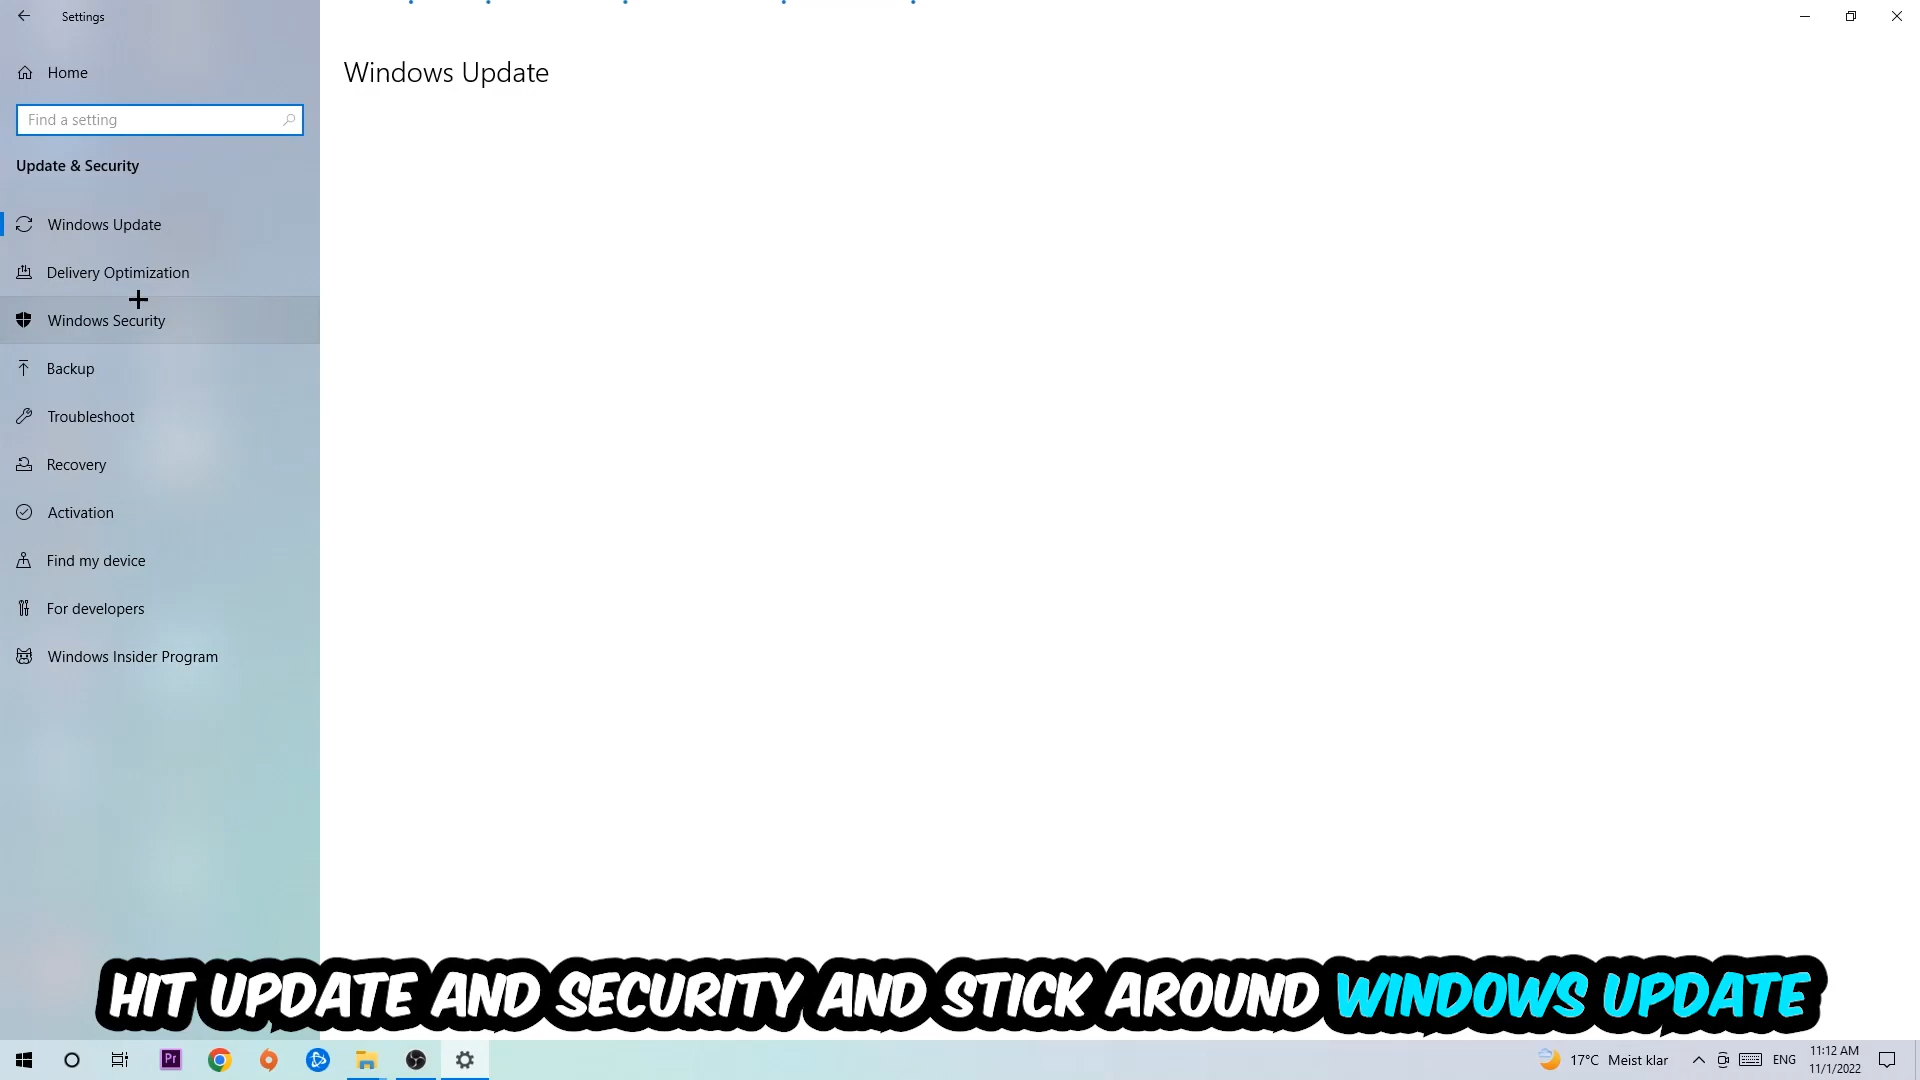 Settings
Home
Find a setting
Update & Security
Windows Update
Delivery Optimization
Windows Security
Backup
Troubleshoot
Recovery
Activation
Find my device
For developers
Windows Insider Program
Windows Update
HIT UPDATE AND SECURITY AND STICK AROUND WINDOWS UPDATE
Pr
17°C Meist klar
ENG
11:12 AM
11/1/2022